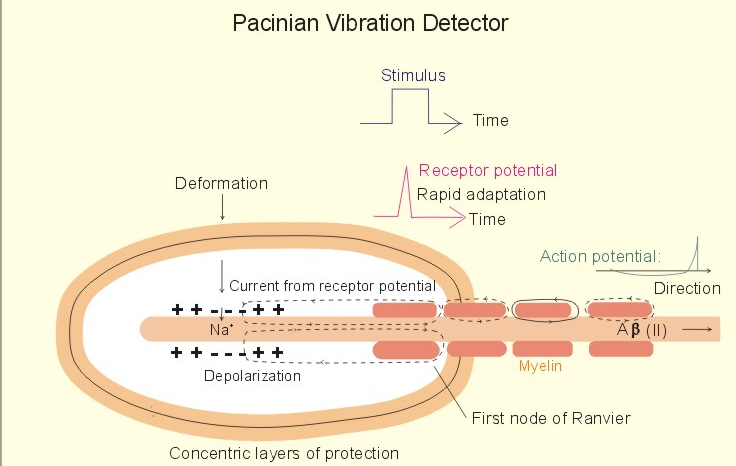 Pacinian Vibration Detector
Stimulus
Time
Receptor potential
Rapid adaptation
Time
Deformation
Action potential:
Direction
Current from receptor potential
+ + - - - + +
Na⁺
Aβ (II)
+ + - - - + +
Depolarization
Myelin
First node of Ranvier
Concentric layers of protection